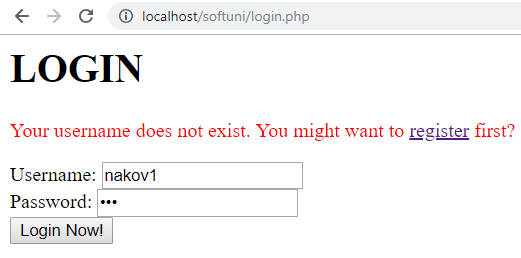 localhost/softuni/login.php
LOGIN
Your username does not exist. You might want to register first?
Username: nakov1
Password: •••
Login Now!